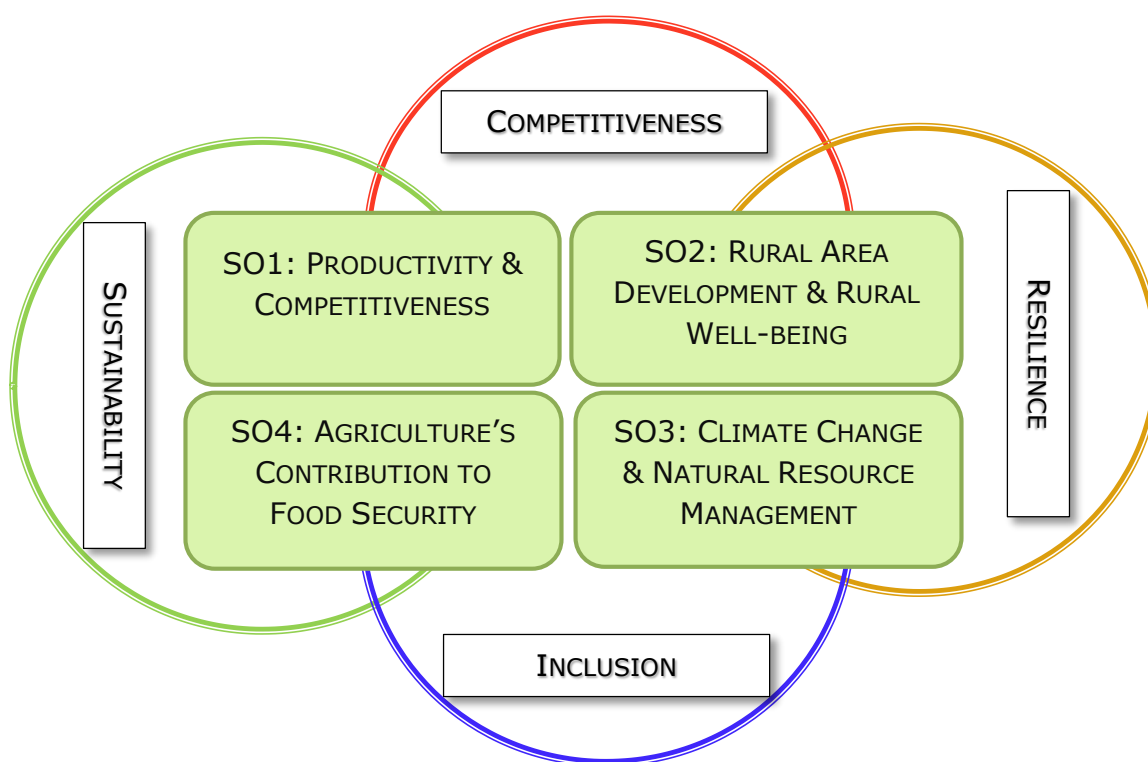 COMPETITIVENESS
SUSTAINABILITY
SO1: PRODUCTIVITY &
COMPETITIVENESS
SO2: RURAL AREA
DEVELOPMENT & RURAL
WELL-BEING
RESILIENCE
SO4: AGRICULTURE’S
CONTRIBUTION TO
FOOD SECURITY
SO3: CLIMATE CHANGE
& NATURAL RESOURCE
MANAGEMENT
INCLUSION